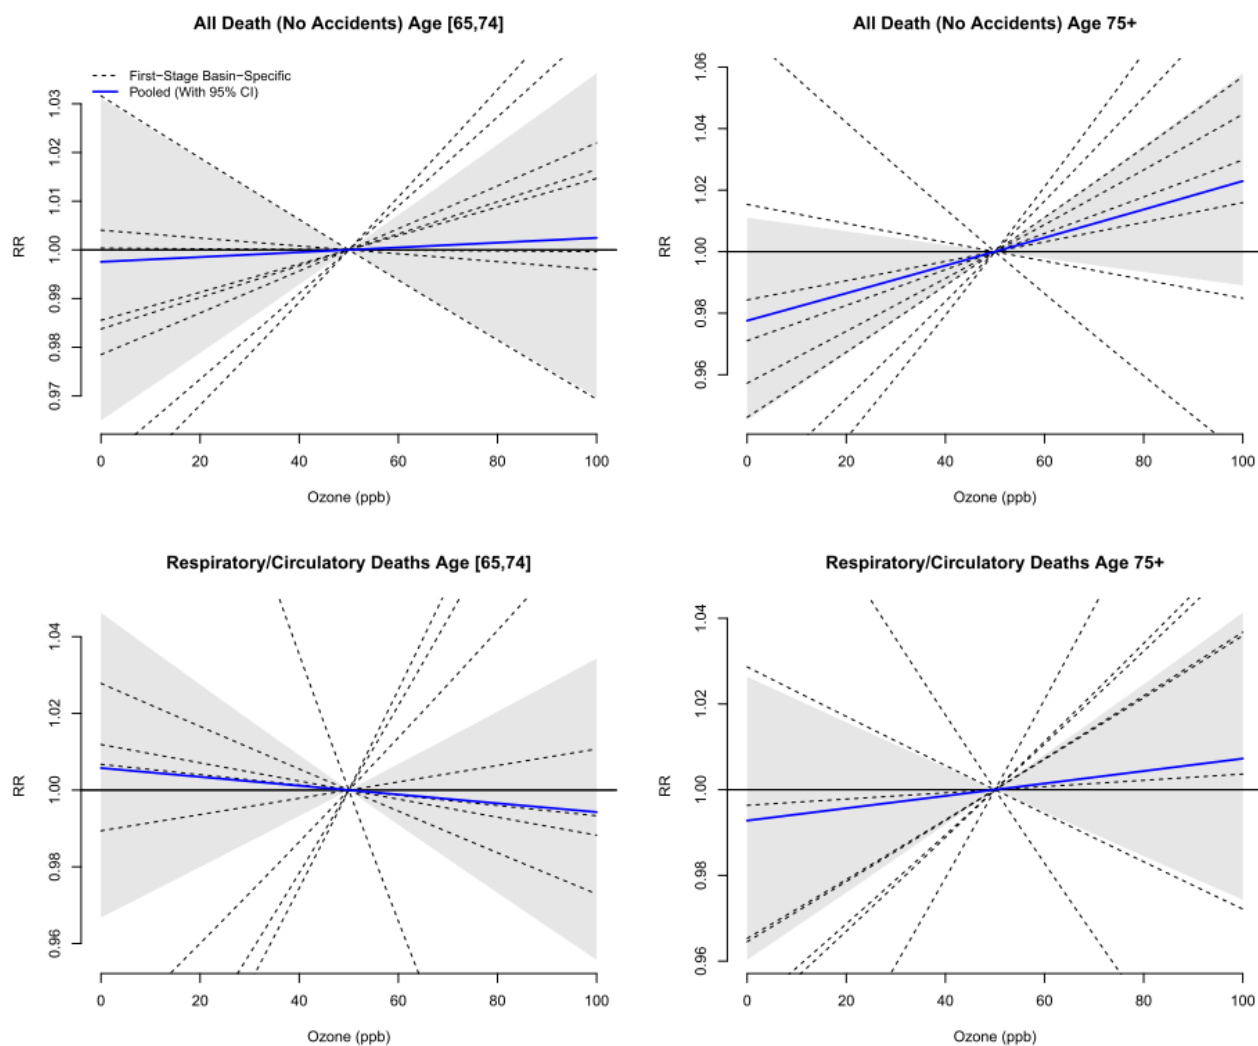 All Death (No Accidents) Age [65,74]
First−Stage Basin−Specific
Pooled (With 95% CI)
RR
0.97 0.98 0.99 1.00 1.01 1.02 1.03
0 20 40 60 80 100
Ozone (ppb)
All Death (No Accidents) Age 75+
RR
0.96 0.98 1.00 1.02 1.04 1.06
0 20 40 60 80 100
Ozone (ppb)
Respiratory/Circulatory Deaths Age [65,74]
RR
0.96 0.98 1.00 1.02 1.04
0 20 40 60 80 100
Ozone (ppb)
Respiratory/Circulatory Deaths Age 75+
RR
0.96 0.98 1.00 1.02 1.04
0 20 40 60 80 100
Ozone (ppb)